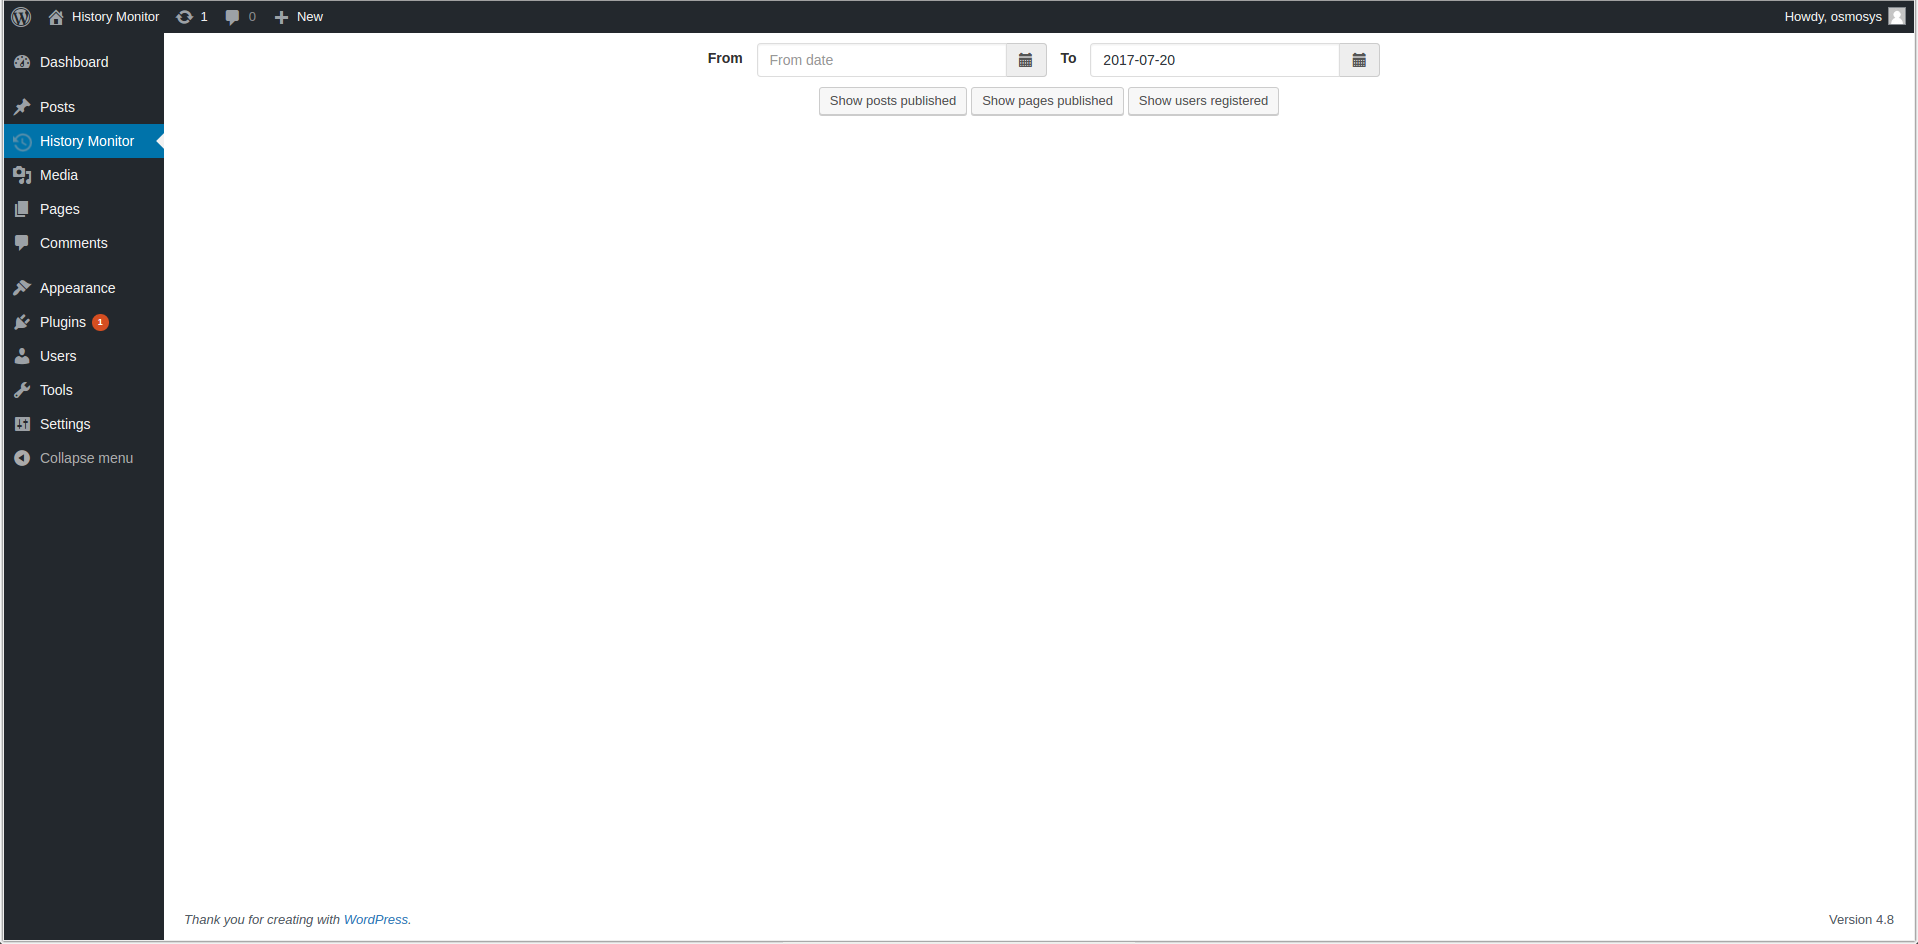 History Monitor 1 0 New Howdy, osmosys
Dashboard
Posts
History Monitor
Media
Pages
Comments
Appearance
Plugins 1
Users
Tools
Settings
Collapse menu
From From date To 2017-07-20
Show posts published Show pages published Show users registered
Thank you for creating with WordPress. Version 4.8